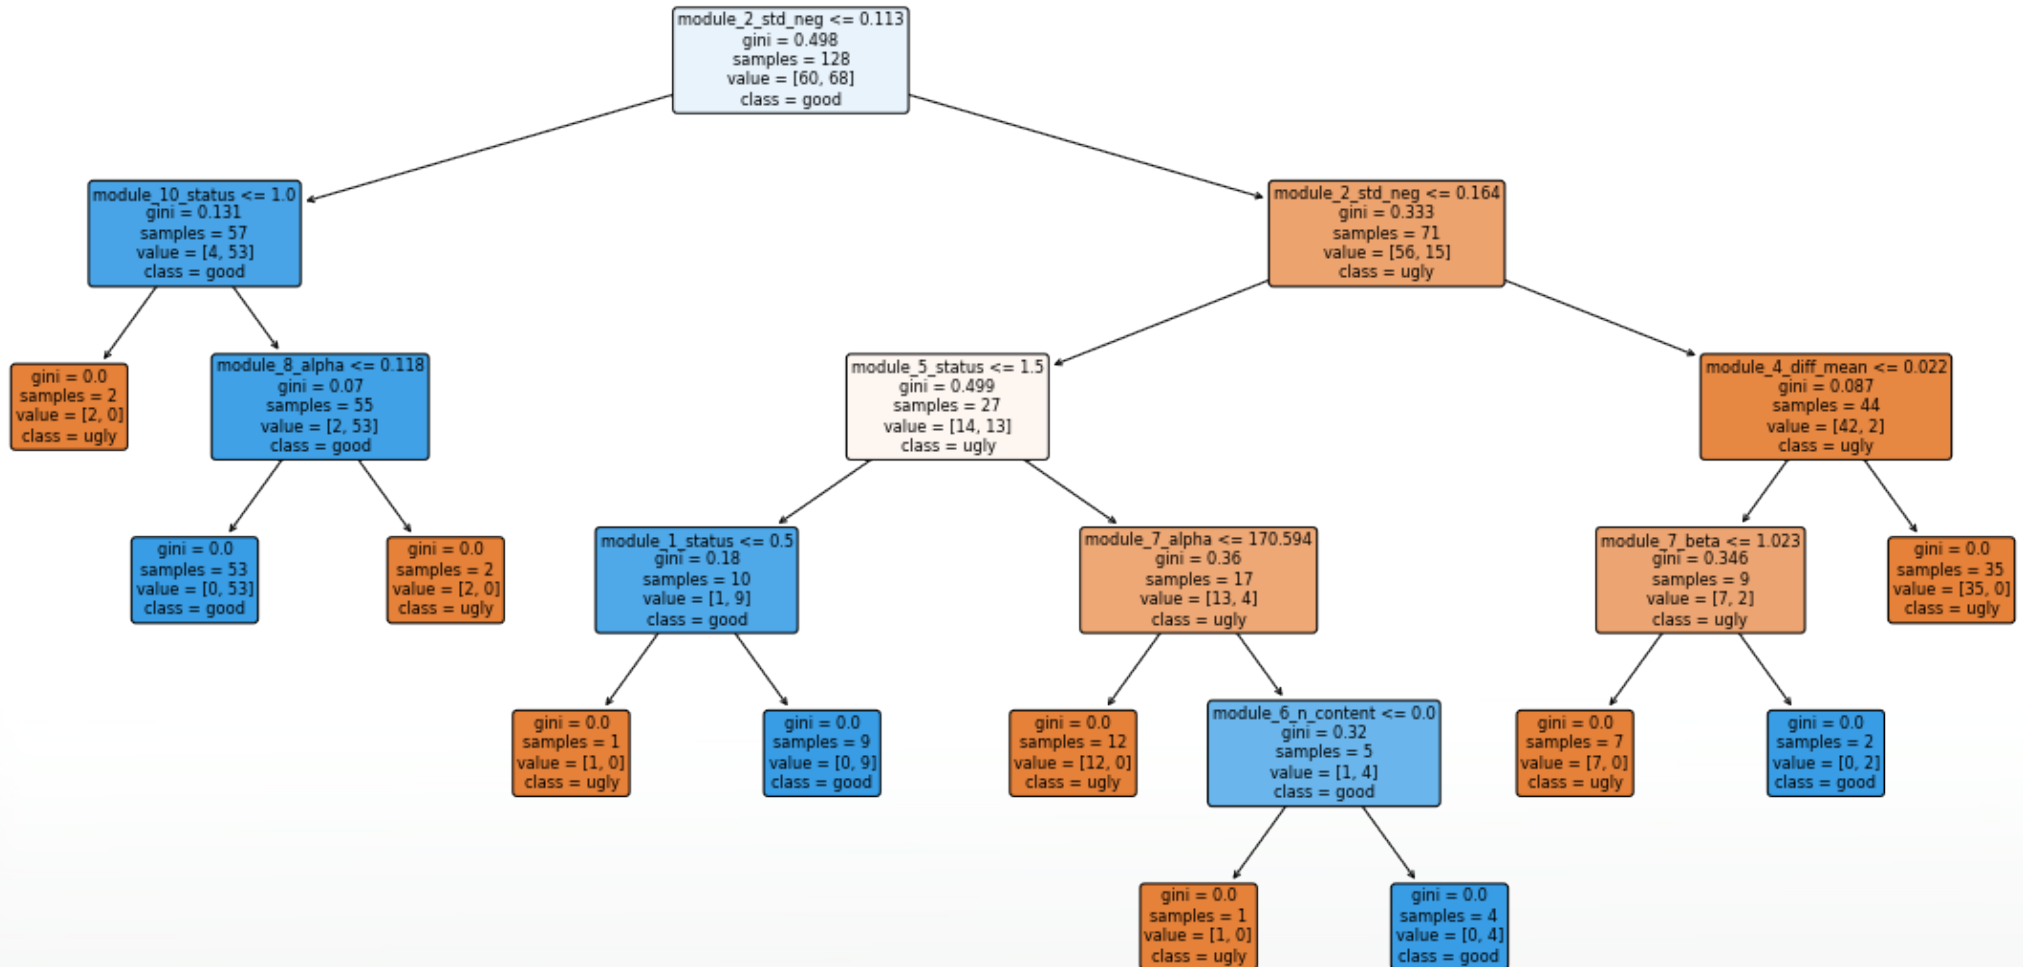 module_2_std_neg <= 0.113
gini = 0.498
samples = 128
value = [60, 68]
class = good
module_10_status <= 1.0
gini = 0.131
samples = 57
value = [4, 53]
class = good
module_2_std_neg <= 0.164
gini = 0.333
samples = 71
value = [56, 15]
class = ugly
gini = 0.0
samples = 2
value = [2, 0]
class = ugly
module_8_alpha <= 0.118
gini = 0.07
samples = 55
value = [2, 53]
class = good
module_5_status <= 1.5
gini = 0.499
samples = 27
value = [14, 13]
class = ugly
module_4_diff_mean <= 0.022
gini = 0.087
samples = 44
value = [42, 2]
class = ugly
gini = 0.0
samples = 53
value = [0, 53]
class = good
gini = 0.0
samples = 2
value = [2, 0]
class = ugly
module_1_status <= 0.5
gini = 0.18
samples = 10
value = [1, 9]
class = good
module_7_alpha <= 170.594
gini = 0.36
samples = 17
value = [13, 4]
class = ugly
module_7_beta <= 1.023
gini = 0.346
samples = 9
value = [7, 2]
class = ugly
gini = 0.0
samples = 35
value = [35, 0]
class = ugly
gini = 0.0
samples = 1
value = [1, 0]
class = ugly
gini = 0.0
samples = 9
value = [0, 9]
class = good
gini = 0.0
samples = 12
value = [12, 0]
class = ugly
module_6_n_content <= 0.0
gini = 0.32
samples = 5
value = [1, 4]
class = good
gini = 0.0
samples = 7
value = [7, 0]
class = ugly
gini = 0.0
samples = 2
value = [0, 2]
class = good
gini = 0.0
samples = 1
value = [1, 0]
class = ugly
gini = 0.0
samples = 4
value = [0, 4]
class = good